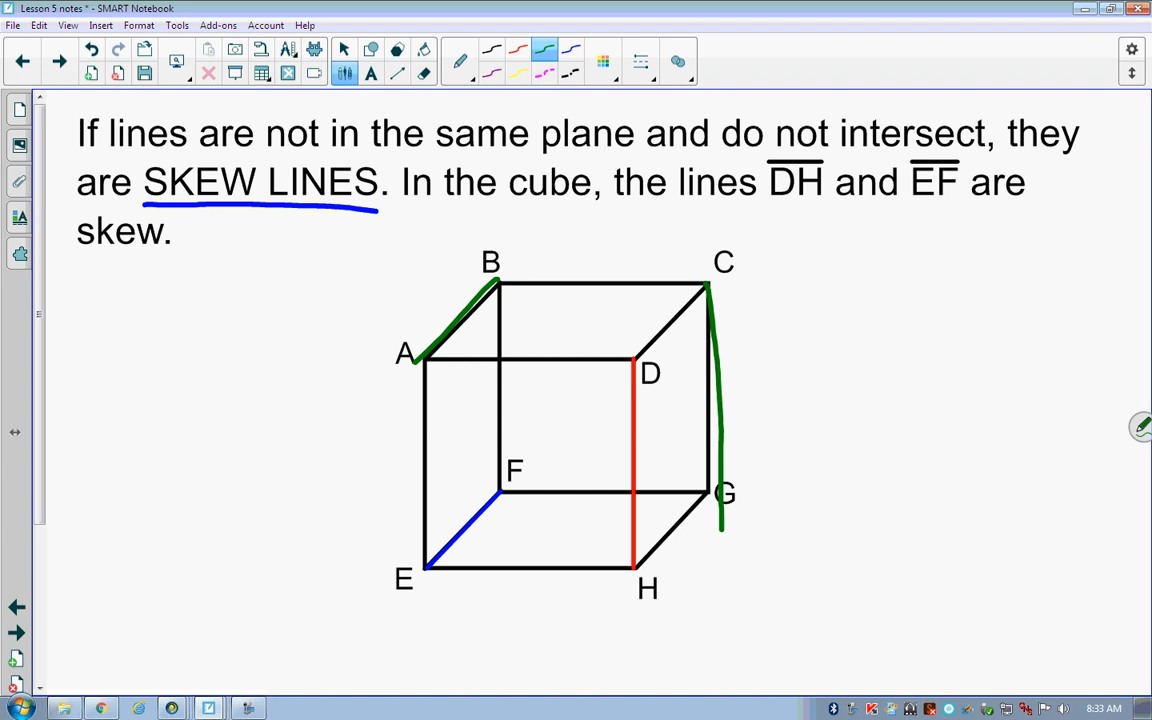 Lesson 5 notes * - SMART Notebook
File Edit View Insert Format Tools Add-ons Account Help
If lines are not in the same plane and do not intersect, they
are SKEW LINES. In the cube, the lines DH and EF are
skew.
B
C
A
D
F
G
E
H
8:33 AM